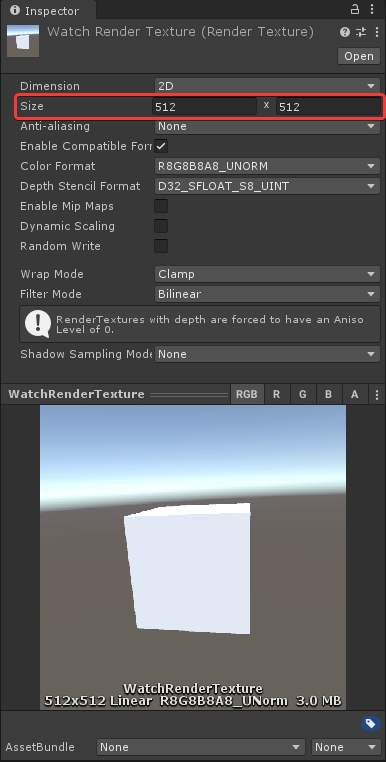 Inspector
Watch Render Texture (Render Texture)
Open
Dimension 2D
Size 512 x 512
Anti-aliasing None
Enable Compatible Forr
Color Format R8G8B8A8_UNORM
Depth Stencil Format D32_SFLOAT_S8_UINT
Enable Mip Maps
Dynamic Scaling
Random Write
Wrap Mode Clamp
Filter Mode Bilinear
RenderTextures with depth are forced to have an Aniso
Level of 0.
Shadow Sampling Mode None
WatchRenderTexture RGB R G B A
WatchRenderTexture
512x512 Linear R8G8B8A8_UNorm 3.0 MB
AssetBundle None None